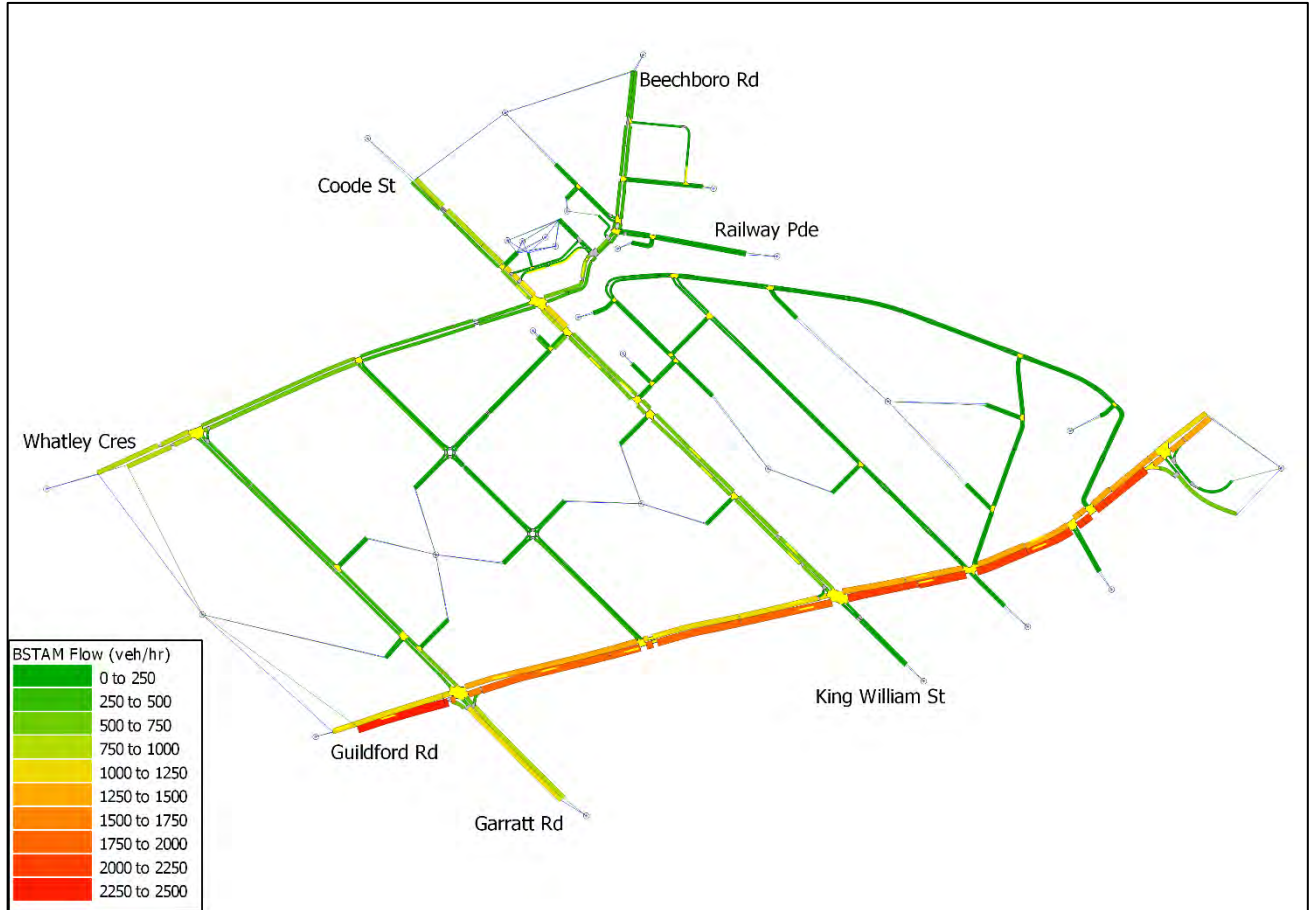 Beechboro Rd
Coode St
Railway Pde
Whatley Cres
King William St
Guildford Rd
Garratt Rd
BSTAM Flow (veh/hr)
0 to 250
250 to 500
500 to 750
750 to 1000
1000 to 1250
1250 to 1500
1500 to 1750
1750 to 2000
2000 to 2250
2250 to 2500